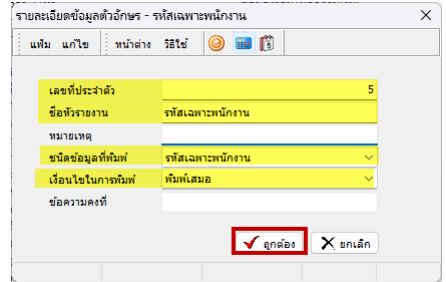 รายละเอียดข้อมูลตัวอักษร - รหัสเฉพาะพนักงาน
แฟ้ม แก้ไข หน้าต่าง วิธีใช้
เลขที่ประจำตัว 5
ชื่อหัวรายงาน รหัสเฉพาะพนักงาน
หมายเหตุ
ชนิดข้อมูลที่พิมพ์ รหัสเฉพาะพนักงาน
เงื่อนไขในการพิมพ์ พิมพ์เสมอ
ข้อความคงที่
ถูกต้อง ยกเลิก